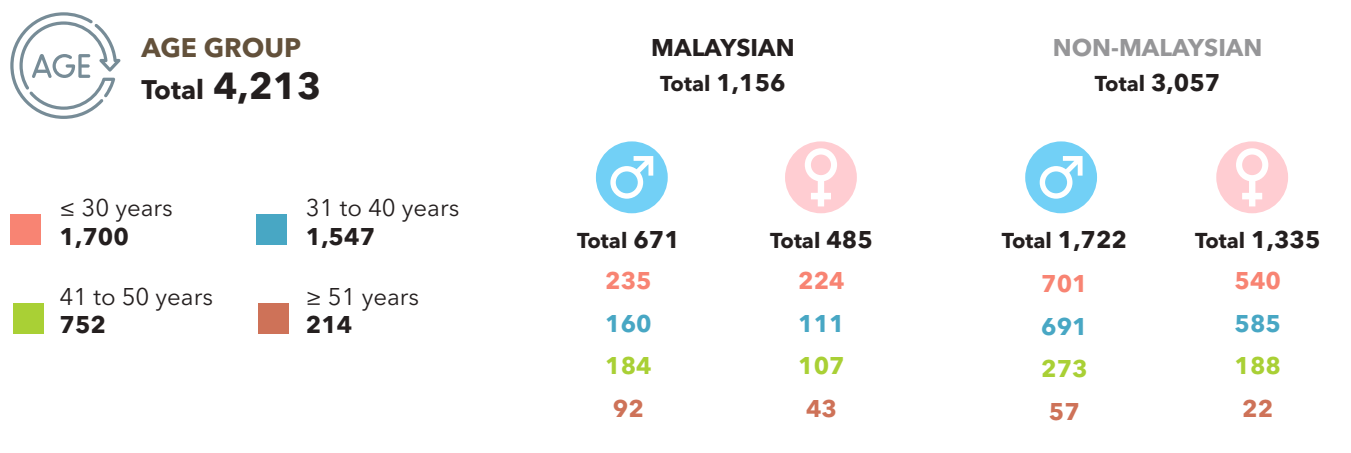 AGE
AGE GROUP
Total 4,213
≤ 30 years
1,700
31 to 40 years
1,547
41 to 50 years
752
≥ 51 years
214
MALAYSIAN
Total 1,156
NON-MALAYSIAN
Total 3,057
Total 671 Total 485 Total 1,722 Total 1,335
235 224 701 540
160 111 691 585
184 107 273 188
92 43 57 22